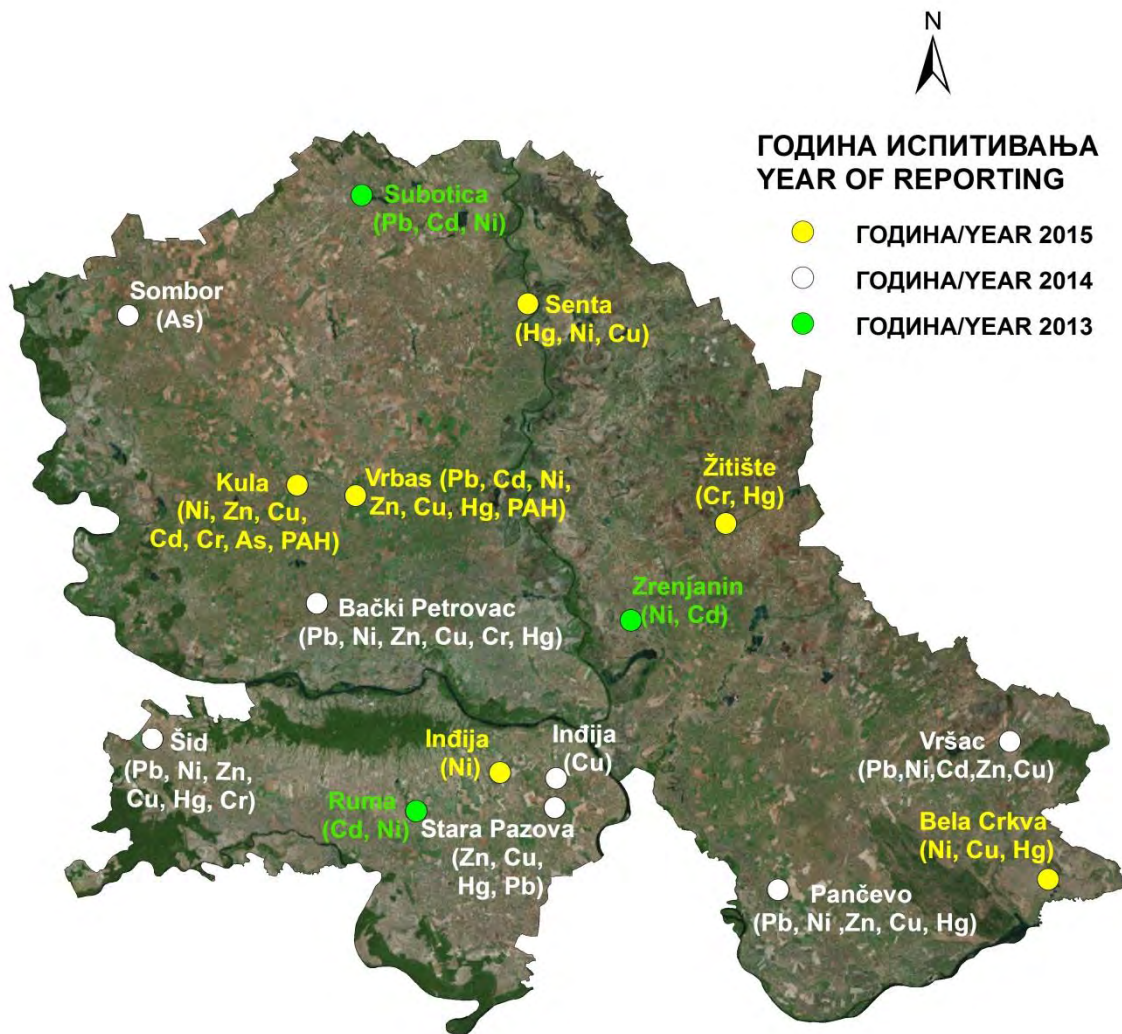 N
ГОДИНА ИСПИТИВАЊА
YEAR OF REPORTING
ГОДИНА/YEAR 2015
ГОДИНА/YEAR 2014
ГОДИНА/YEAR 2013
Subotica
(Pb, Cd, Ni)
Sombor
(As)
Senta
(Hg, Ni, Cu)
Kula
(Ni, Zn, Cu,
Cd, Cr, As, PAH)
Vrbas (Pb, Cd, Ni,
Zn, Cu, Hg, PAH)
Žitište
(Cr, Hg)
Bački Petrovac
(Pb, Ni, Zn, Cu, Cr, Hg)
Zrenjanin
(Ni, Cd)
Šid
(Pb, Ni, Zn,
Cu, Hg, Cr)
Inđija
(Ni)
Inđija
(Cu)
Ruma
(Cd, Ni)
Stara Pazova
(Zn, Cu,
Hg, Pb)
Vršac
(Pb,Ni,Cd,Zn,Cu)
Bela Crkva
(Ni, Cu, Hg)
Pančevo
(Pb, Ni ,Zn, Cu, Hg)